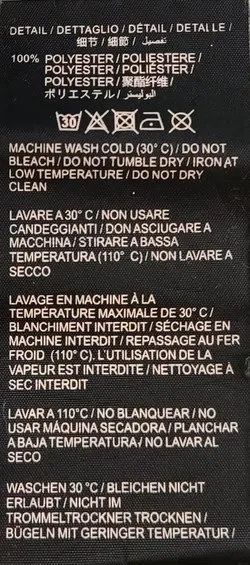 DETAIL / DETTAGLIO / DÉTAIL / DETALLE /
细节 / 細節 / تفصيل
100% POLYESTER / POLIESTERE /
POLYESTER / POLIÉSTER /
POLYESTER / 聚酯纤维 /
ポリエステル / البوليستر
30
MACHINE WASH COLD (30° C) / DO NOT
BLEACH / DO NOT TUMBLE DRY / IRON AT
LOW TEMPERATURE / DO NOT DRY
CLEAN
LAVARE A 30° C / NON USARE
CANDEGGIANTI / DON ASCIUGARE A
MACCHINA / STIRARE A BASSA
TEMPERATURA (110° C) / NON LAVARE A
SECCO
LAVAGE EN MACHINE À LA
TEMPÉRATURE MAXIMALE DE 30° C /
BLANCHIMENT INTERDIT / SÉCHAGE EN
MACHINE INTERDIT / REPASSAGE AU FER
FROID (110° C). L'UTILISATION DE LA
VAPEUR EST INTERDITE / NETTOYAGE À
SEC INTERDIT
LAVAR A 110°C / NO BLANQUEAR / NO
USAR MÁQUINA SECADORA / PLANCHAR
A BAJA TEMPERATURA / NO LAVAR AL
SECO
WASCHEN 30 °C / BLEICHEN NICHT
ERLAUBT / NICHT IM
TROMMELTROCKNER TROCKNEN /
BÜGELN MIT GERINGER TEMPERATUR /